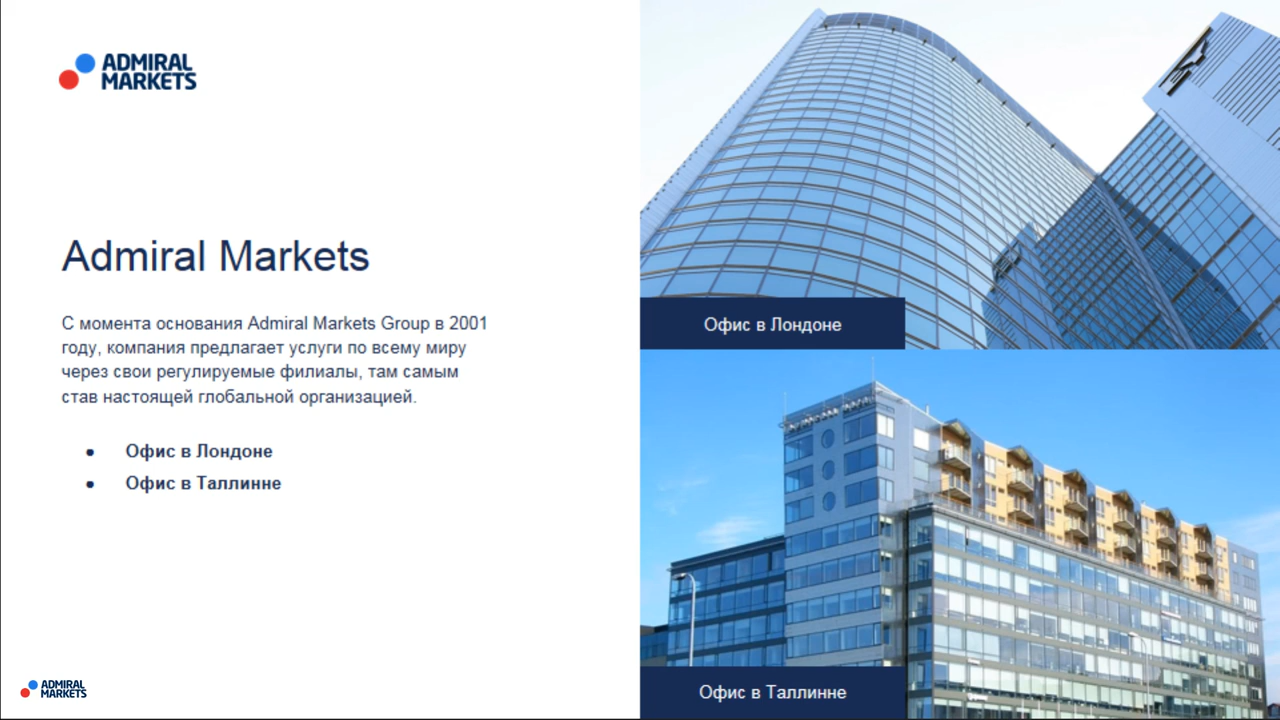 ADMIRAL
MARKETS
Admiral Markets
С момента основания Admiral Markets Group в 2001
году, компания предлагает услуги по всему миру
через свои регулируемые филиалы, там самым
став настоящей глобальной организацией.
• Офис в Лондоне
• Офис в Таллинне
Офис в Лондоне
Офис в Таллинне
ADMIRAL
MARKETS